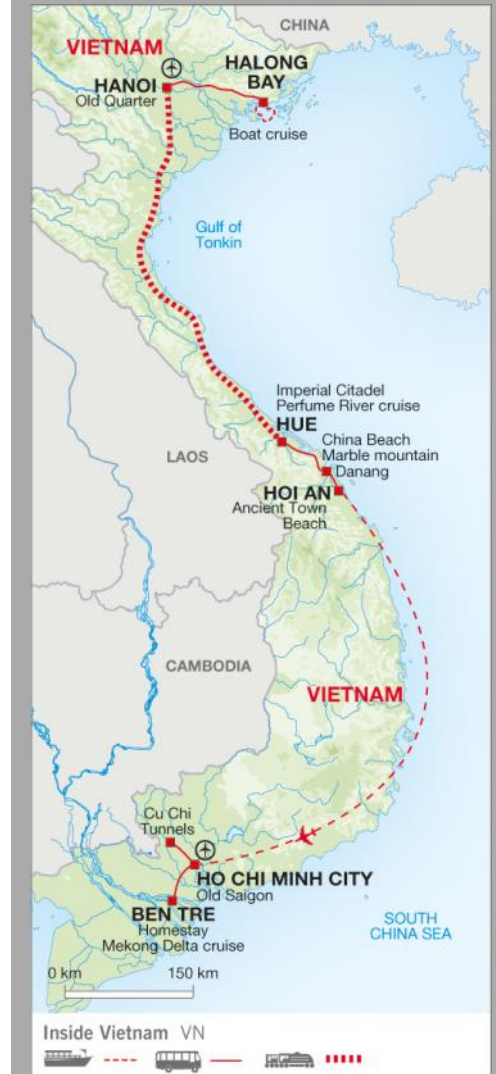 CHINA
VIETNAM
HANOI
Old Quarter
HALONG
BAY
Boat cruise
Gulf of
Tonkin
Imperial Citadel
Perfume River cruise
HUE
China Beach
Marble mountain
Danang
LAOS
HOI AN
Ancient Town
Beach
CAMBODIA
VIETNAM
Cu Chi
Tunnels
HO CHI MINH CITY
Old Saigon
BEN TRE
Homestay
Mekong Delta cruise
SOUTH
CHINA SEA
0 km 150 km
Inside Vietnam VN